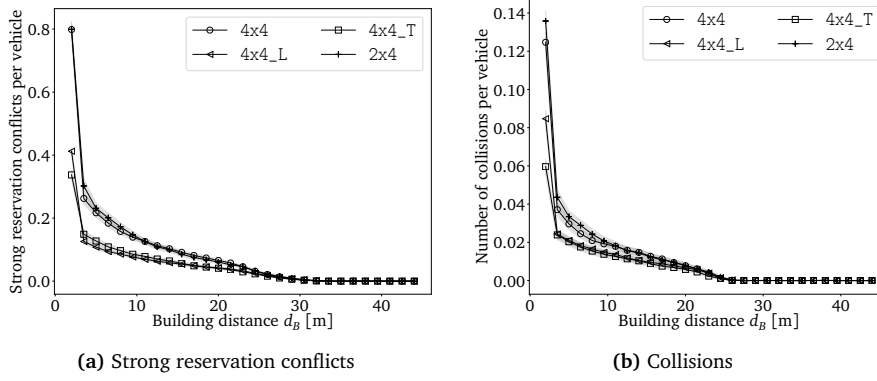 4x4 4x4_T
4x4_L 2x4
Strong reservation conflicts per vehicle
0.8
0.6
0.4
0.2
0.0
0 10 20 30 40
Building distance d_B [m]
(a) Strong reservation conflicts
4x4 4x4_T
4x4_L 2x4
Number of collisions per vehicle
0.14
0.12
0.10
0.08
0.06
0.04
0.02
0.00
0 10 20 30 40
Building distance d_B [m]
(b) Collisions